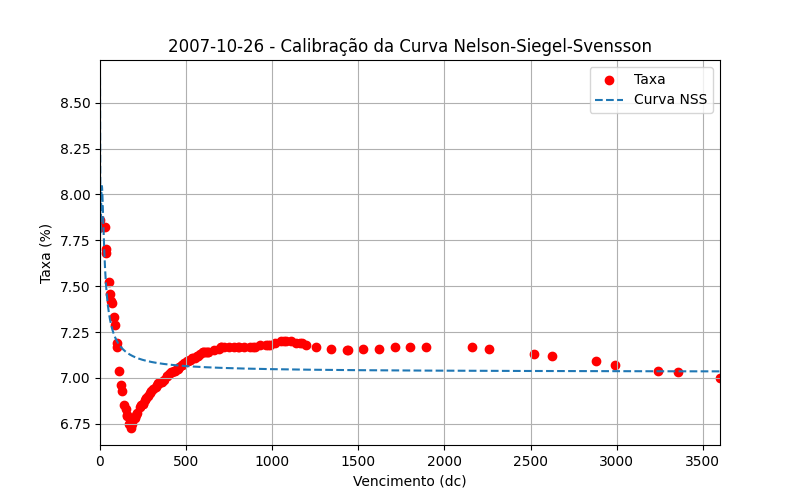 2007-10-26 - Calibração da Curva Nelson-Siegel-Svensson
Taxa
Curva NSS
Taxa (%)
8.50
8.25
8.00
7.75
7.50
7.25
7.00
6.75
0 500 1000 1500 2000 2500 3000 3500
Vencimento (dc)